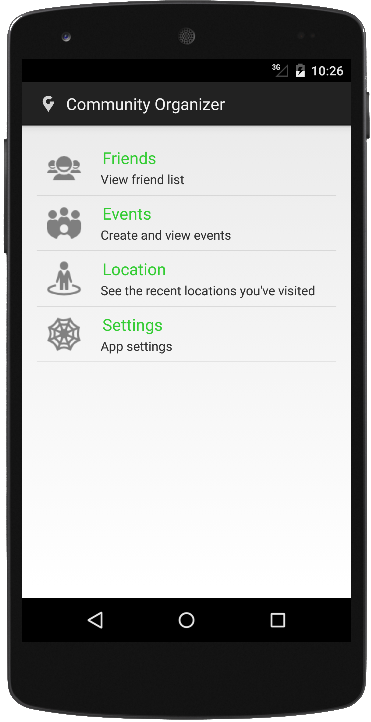 3G 10:26
Community Organizer
Friends
View friend list
Events
Create and view events
Location
See the recent locations you've visited
Settings
App settings